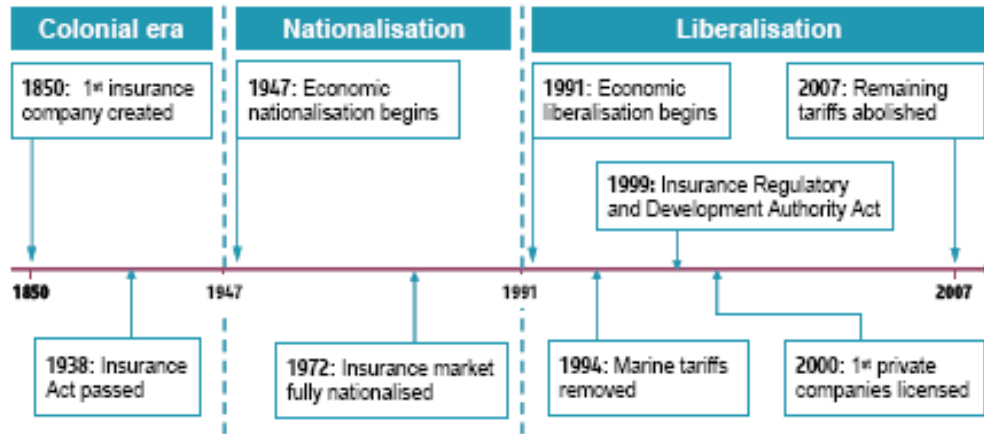 Colonial era
Nationalisation
Liberalisation
1850: 1st insurance
company created
1947: Economic
nationalisation begins
1991: Economic
liberalisation begins
2007: Remaining
tariffs abolished
1999: Insurance Regulatory
and Development Authority Act
1850
1947
1991
2007
1938: Insurance
Act passed
1972: Insurance market
fully nationalised
1994: Marine tariffs
removed
2000: 1st private
companies licensed